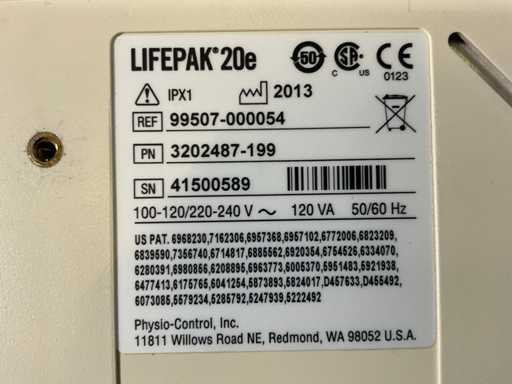 LIFEPAK® 20e
50 SA® C US CE 0123
IPX1 2013
REF 99507-000054
PN 3202487-199
SN 41500589
100-120/220-240 V ~ 120 VA 50/60 Hz
US PAT. 6968230,7162306,6957368,6957102,6772006,6823209,
6839590,7356740,6714817,6885562,6920354,6754526,6334070,
6280391,6980856,6208895,6963773,6005370,5951483,5921938,
6477413,6175765,6041254,5873893,5824017,D457633,D455492,
6073085,5679234,5285792,5247939,5222492
Physio-Control, Inc.
11811 Willows Road NE, Redmond, WA 98052 U.S.A.